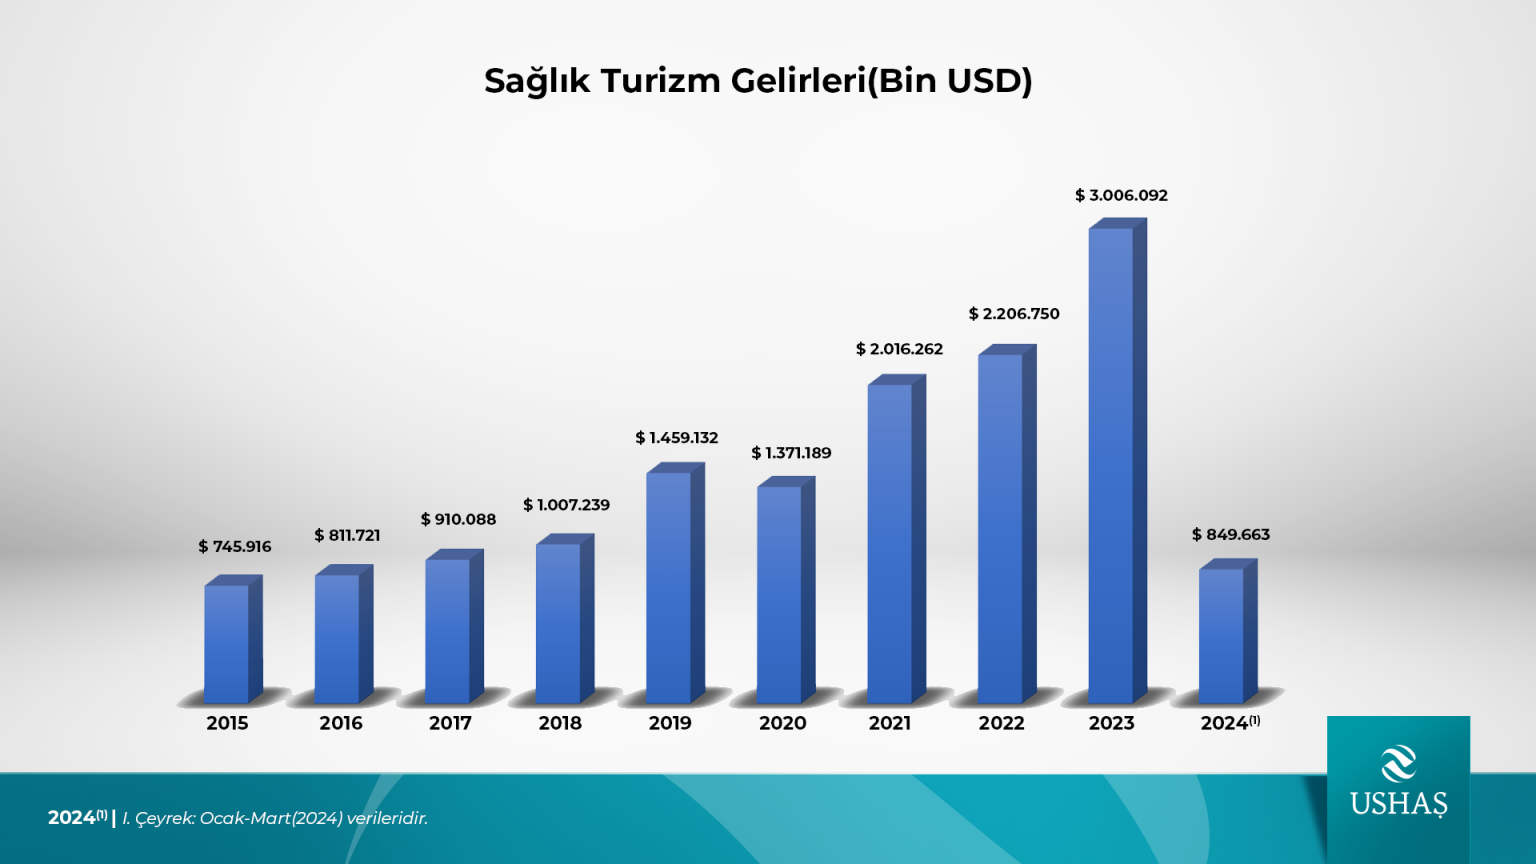 Sağlık Turizm Gelirleri(Bin USD)
$ 3.006.092
$ 2.206.750
$ 2.016.262
$ 1.459.132
$ 1.371.189
$ 1.007.239
$ 910.088
$ 811.721
$ 745.916
$ 849.663
2015 2016 2017 2018 2019 2020 2021 2022 2023 2024(1)
2024(1) | I. Çeyrek: Ocak-Mart(2024) verileridir.
USHAŞ